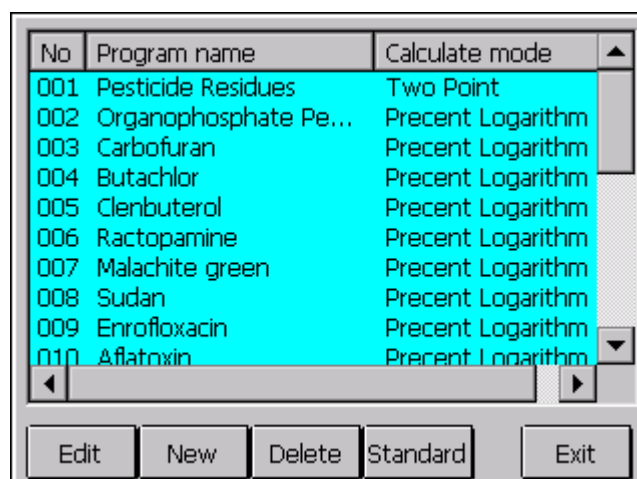 No Program name Calculate mode
001 Pesticide Residues Two Point
002 Organophosphate Pe... Precent Logarithm
003 Carbofuran Precent Logarithm
004 Butachlor Precent Logarithm
005 Clenbuterol Precent Logarithm
006 Ractopamine Precent Logarithm
007 Malachite green Precent Logarithm
008 Sudan Precent Logarithm
009 Enrofloxacin Precent Logarithm
010 Aflatoxin Precent Logarithm
Edit New Delete Standard Exit